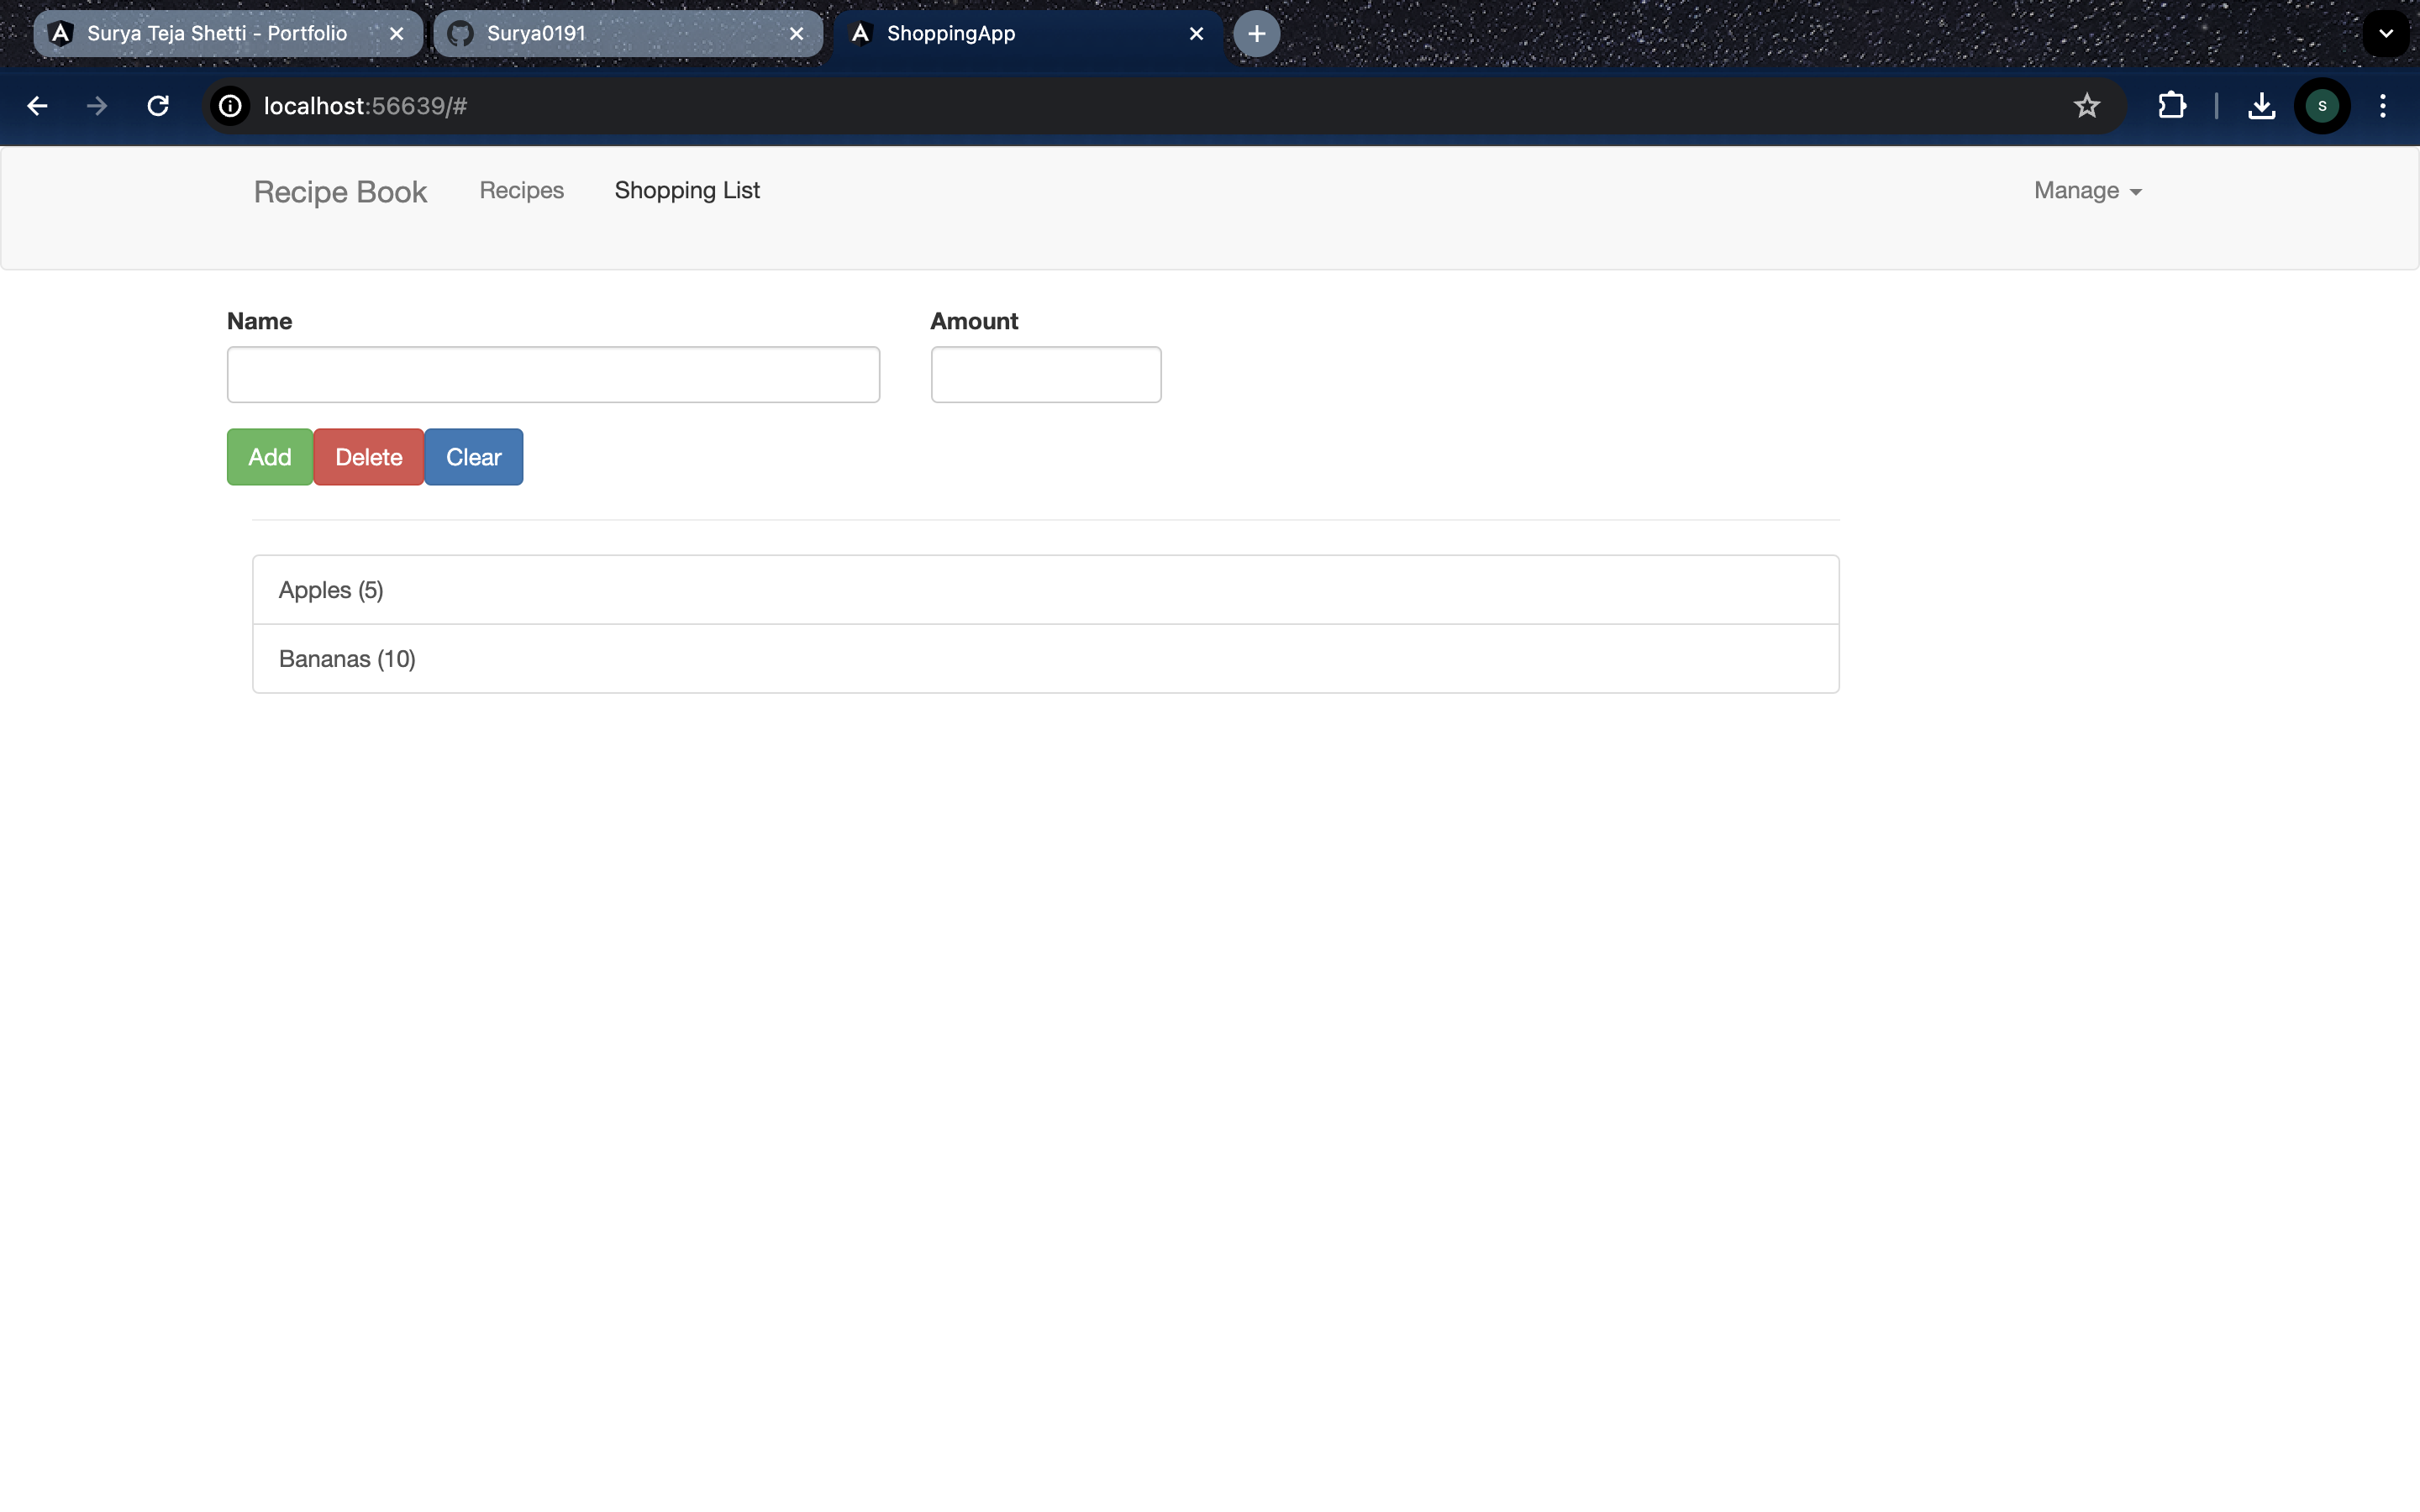 Surya Teja Shetti - Portfolio
Surya0191
ShoppingApp
localhost:56639/#
S
Recipe Book
Recipes
Shopping List
Manage
Name
Amount
Add
Delete
Clear
Apples (5)
Bananas (10)